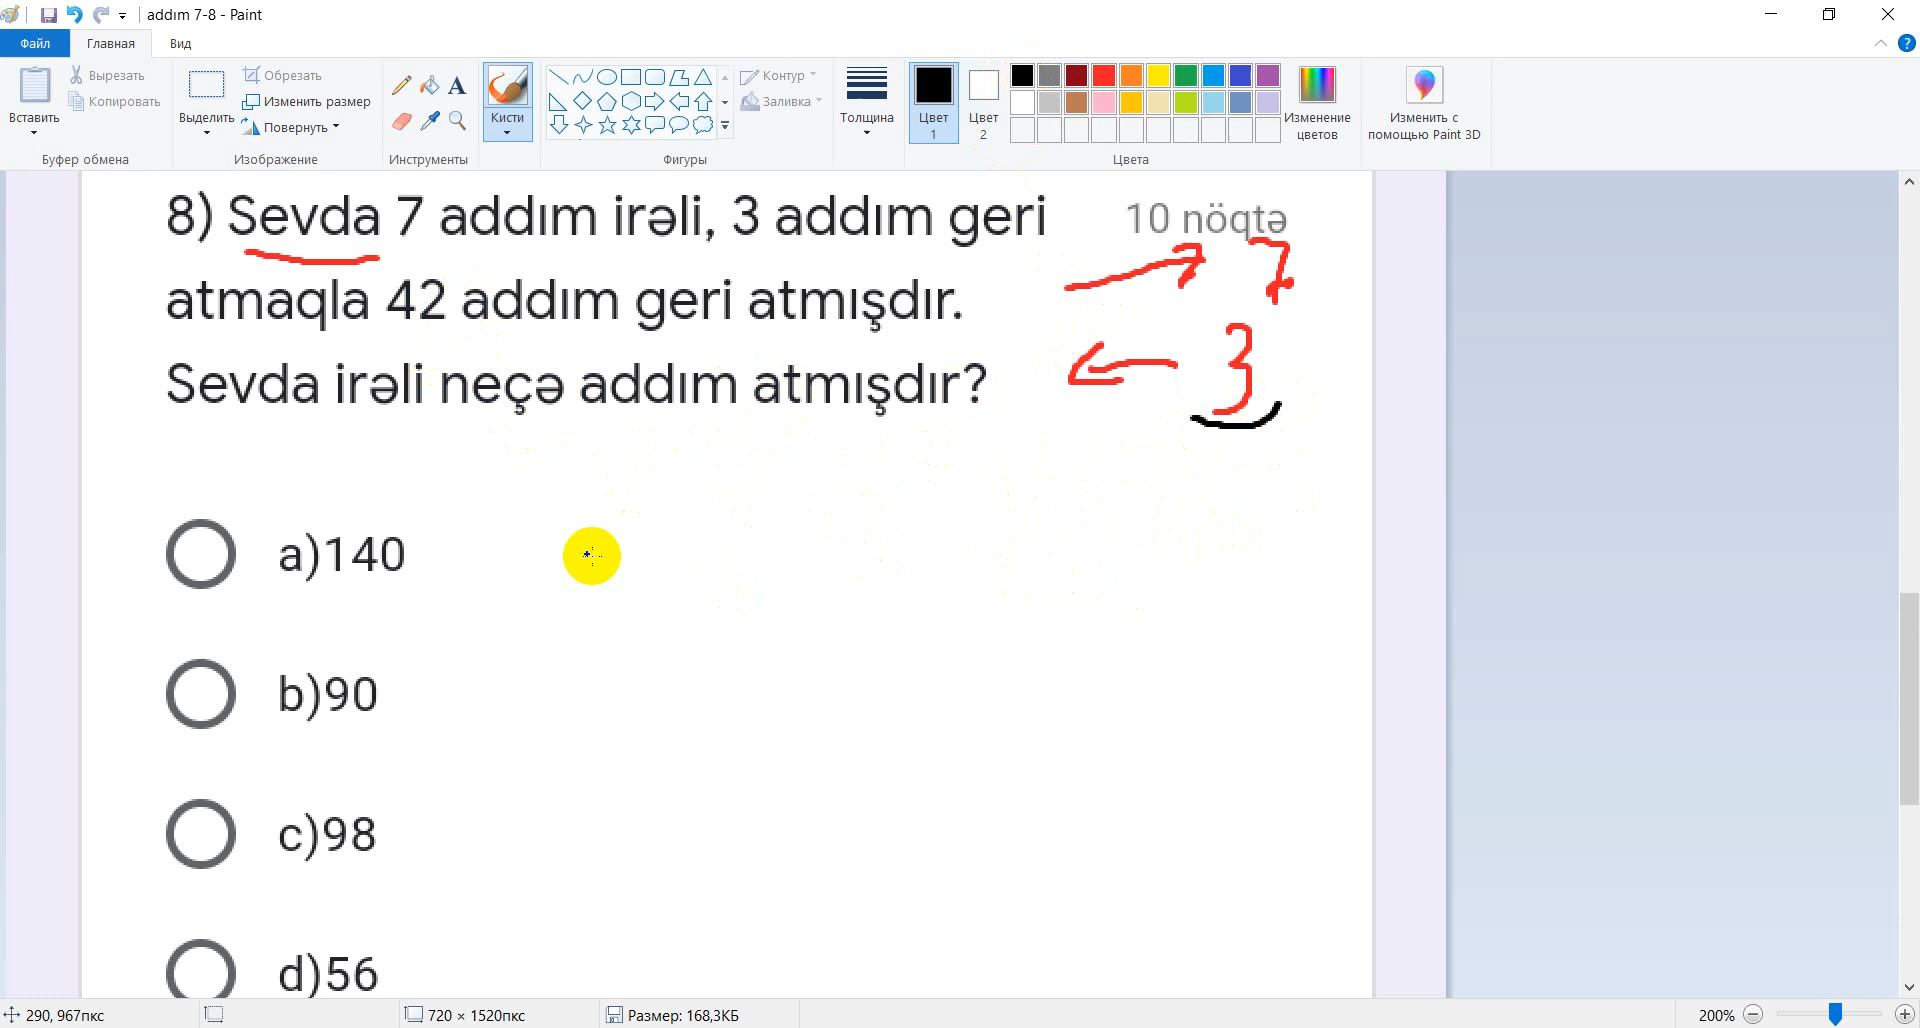 addım 7-8 - Paint
Файл Главная Вид
Вставить
Вырезать
Копировать
Буфер обмена
Выделить
Обрезать
Изменить размер
Повернуть
Изображение
A
Инструменты
Кисти
Контур
Заливка
Фигуры
Толщина
Цвет 1
Цвет 2
Изменение цветов
Цвета
Изменить с помощью Paint 3D
8) Sevda 7 addım irəli, 3 addım geri
10 nöqtə
atmaqla 42 addım geri atmışdır.
7
Sevda irəli neçə addım atmışdır?
3
a)140
b)90
c)98
d)56
290, 967пкс
720 × 1520пкс
Размер: 168,3КБ
200%